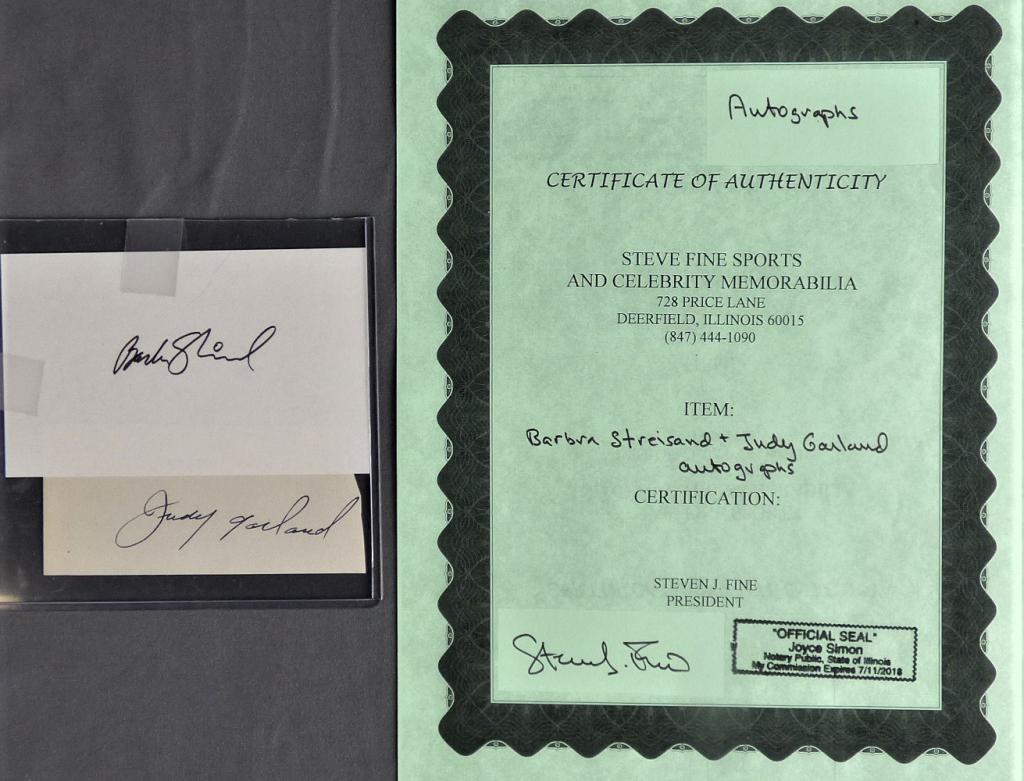 Barbra Streisand
Judy Garland
Autographs
CERTIFICATE OF AUTHENTICITY
STEVE FINE SPORTS
AND CELEBRITY MEMORABILIA
728 PRICE LANE
DEERFIELD, ILLINOIS 60015
(847) 444-1090
ITEM:
Barbra Streisand + Judy Garland
autographs
CERTIFICATION:
STEVEN J. FINE
PRESIDENT
Steven J. Fine
"OFFICIAL SEAL"
Joyce Simon
Notary Public, State of Illinois
My Commission Expires 7/11/2018